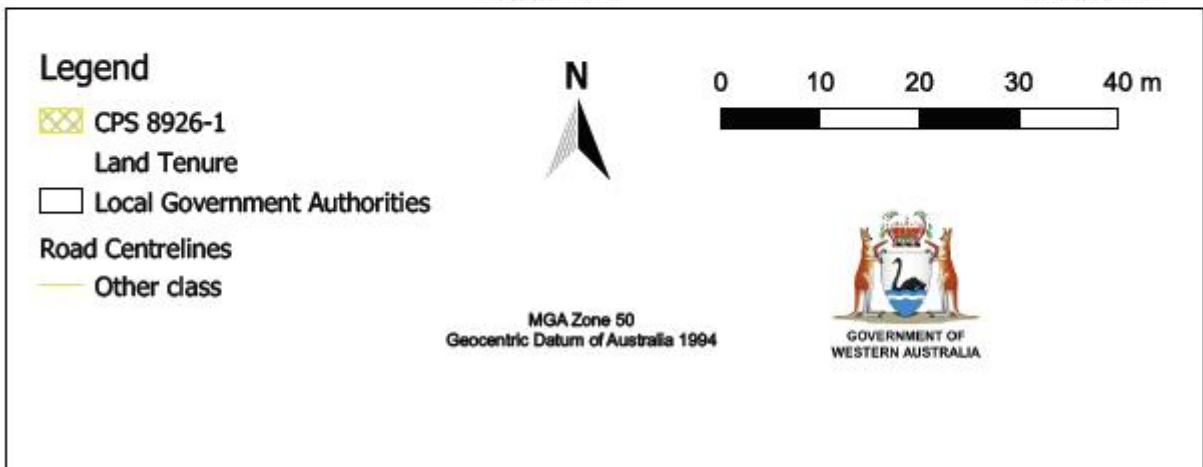 Legend
CPS 8926-1
Land Tenure
Local Government Authorities
Road Centrelines
Other class
N
0 10 20 30 40 m
MGA Zone 50
Geocentric Datum of Australia 1994
GOVERNMENT OF
WESTERN AUSTRALIA